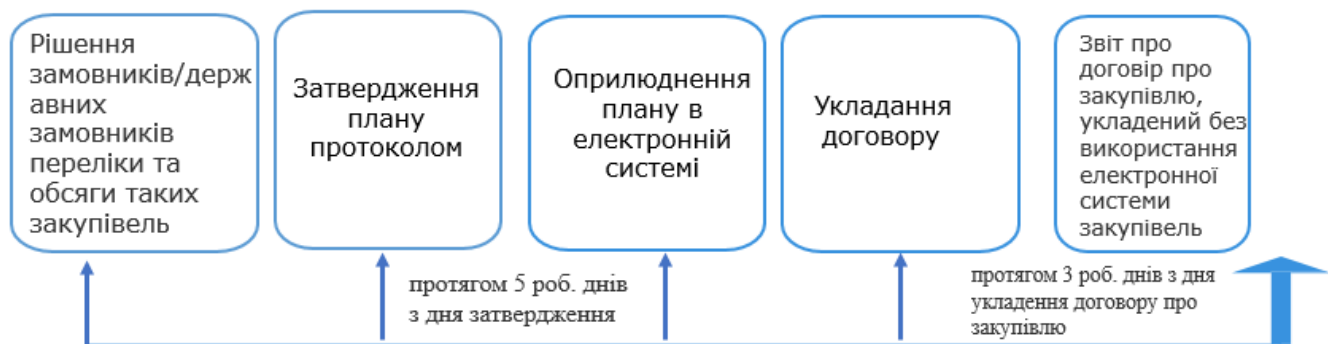 Рішення
замовників/держ
авних
замовників
переліки та
обсяги таких
закупівель
Затвердження
плану
протоколом
Оприлюднення
плану в
електронній
системі
Укладання
договору
Звіт про
договір про
закупівлю,
укладений без
використання
електронної
системи
закупівель
протягом 5 роб. днів
з дня затвердження
протягом 3 роб. днів з дня
укладення договору про
закупівлю